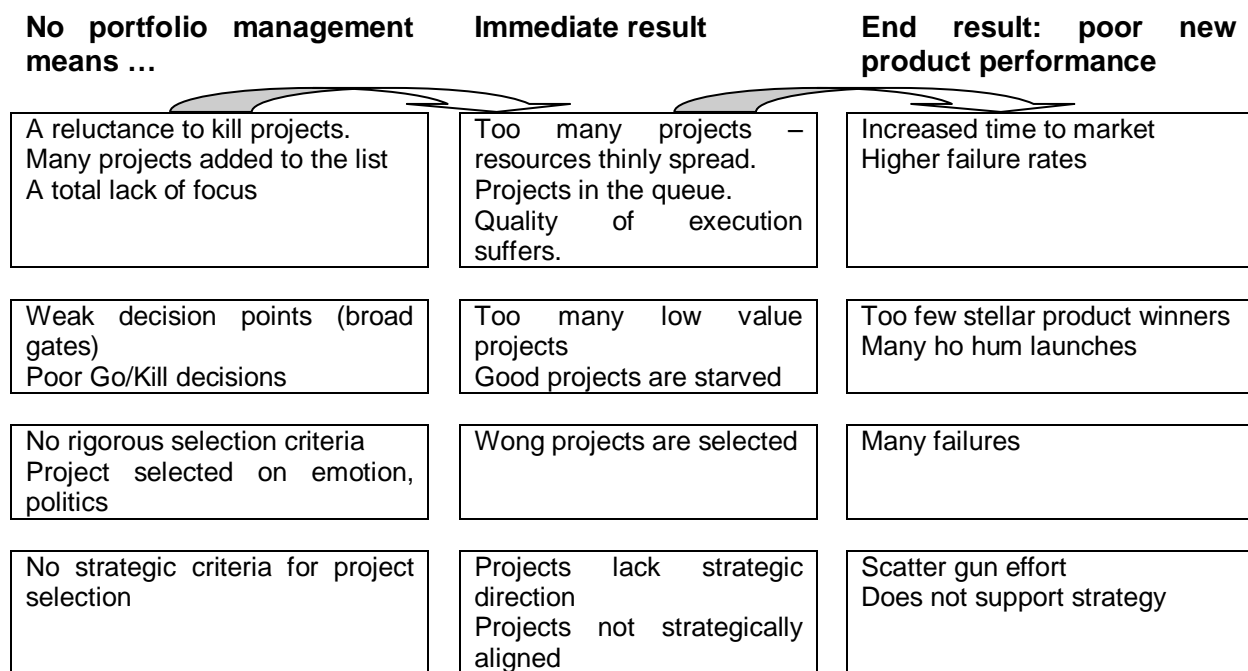 No portfolio management
means …
Immediate result
End result: poor new
product performance
A reluctance to kill projects.
Many projects added to the list
A total lack of focus
Too many projects –
resources thinly spread.
Projects in the queue.
Quality of execution
suffers.
Increased time to market
Higher failure rates
Weak decision points (broad
gates)
Poor Go/Kill decisions
Too many low value
projects
Good projects are starved
Too few stellar product winners
Many ho hum launches
No rigorous selection criteria
Project selected on emotion,
politics
Wong projects are selected
Many failures
No strategic criteria for project
selection
Projects lack strategic
direction
Projects not strategically
aligned
Scatter gun effort
Does not support strategy